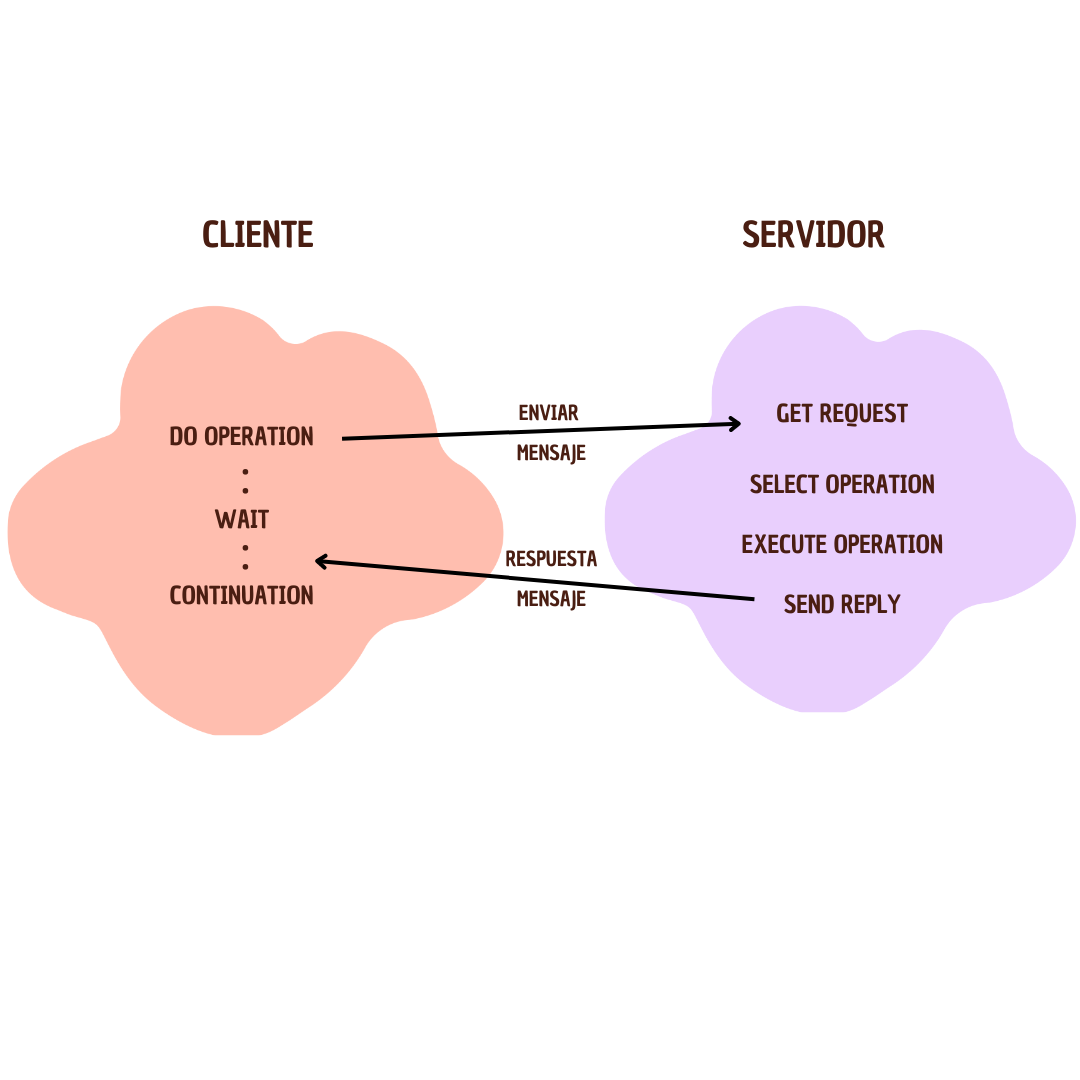 CLIENTE
SERVIDOR
DO OPERATION
WAIT
CONTINUATION
ENVIAR
MENSAJE
RESPUESTA
MENSAJE
GET REQUEST
SELECT OPERATION
EXECUTE OPERATION
SEND REPLY